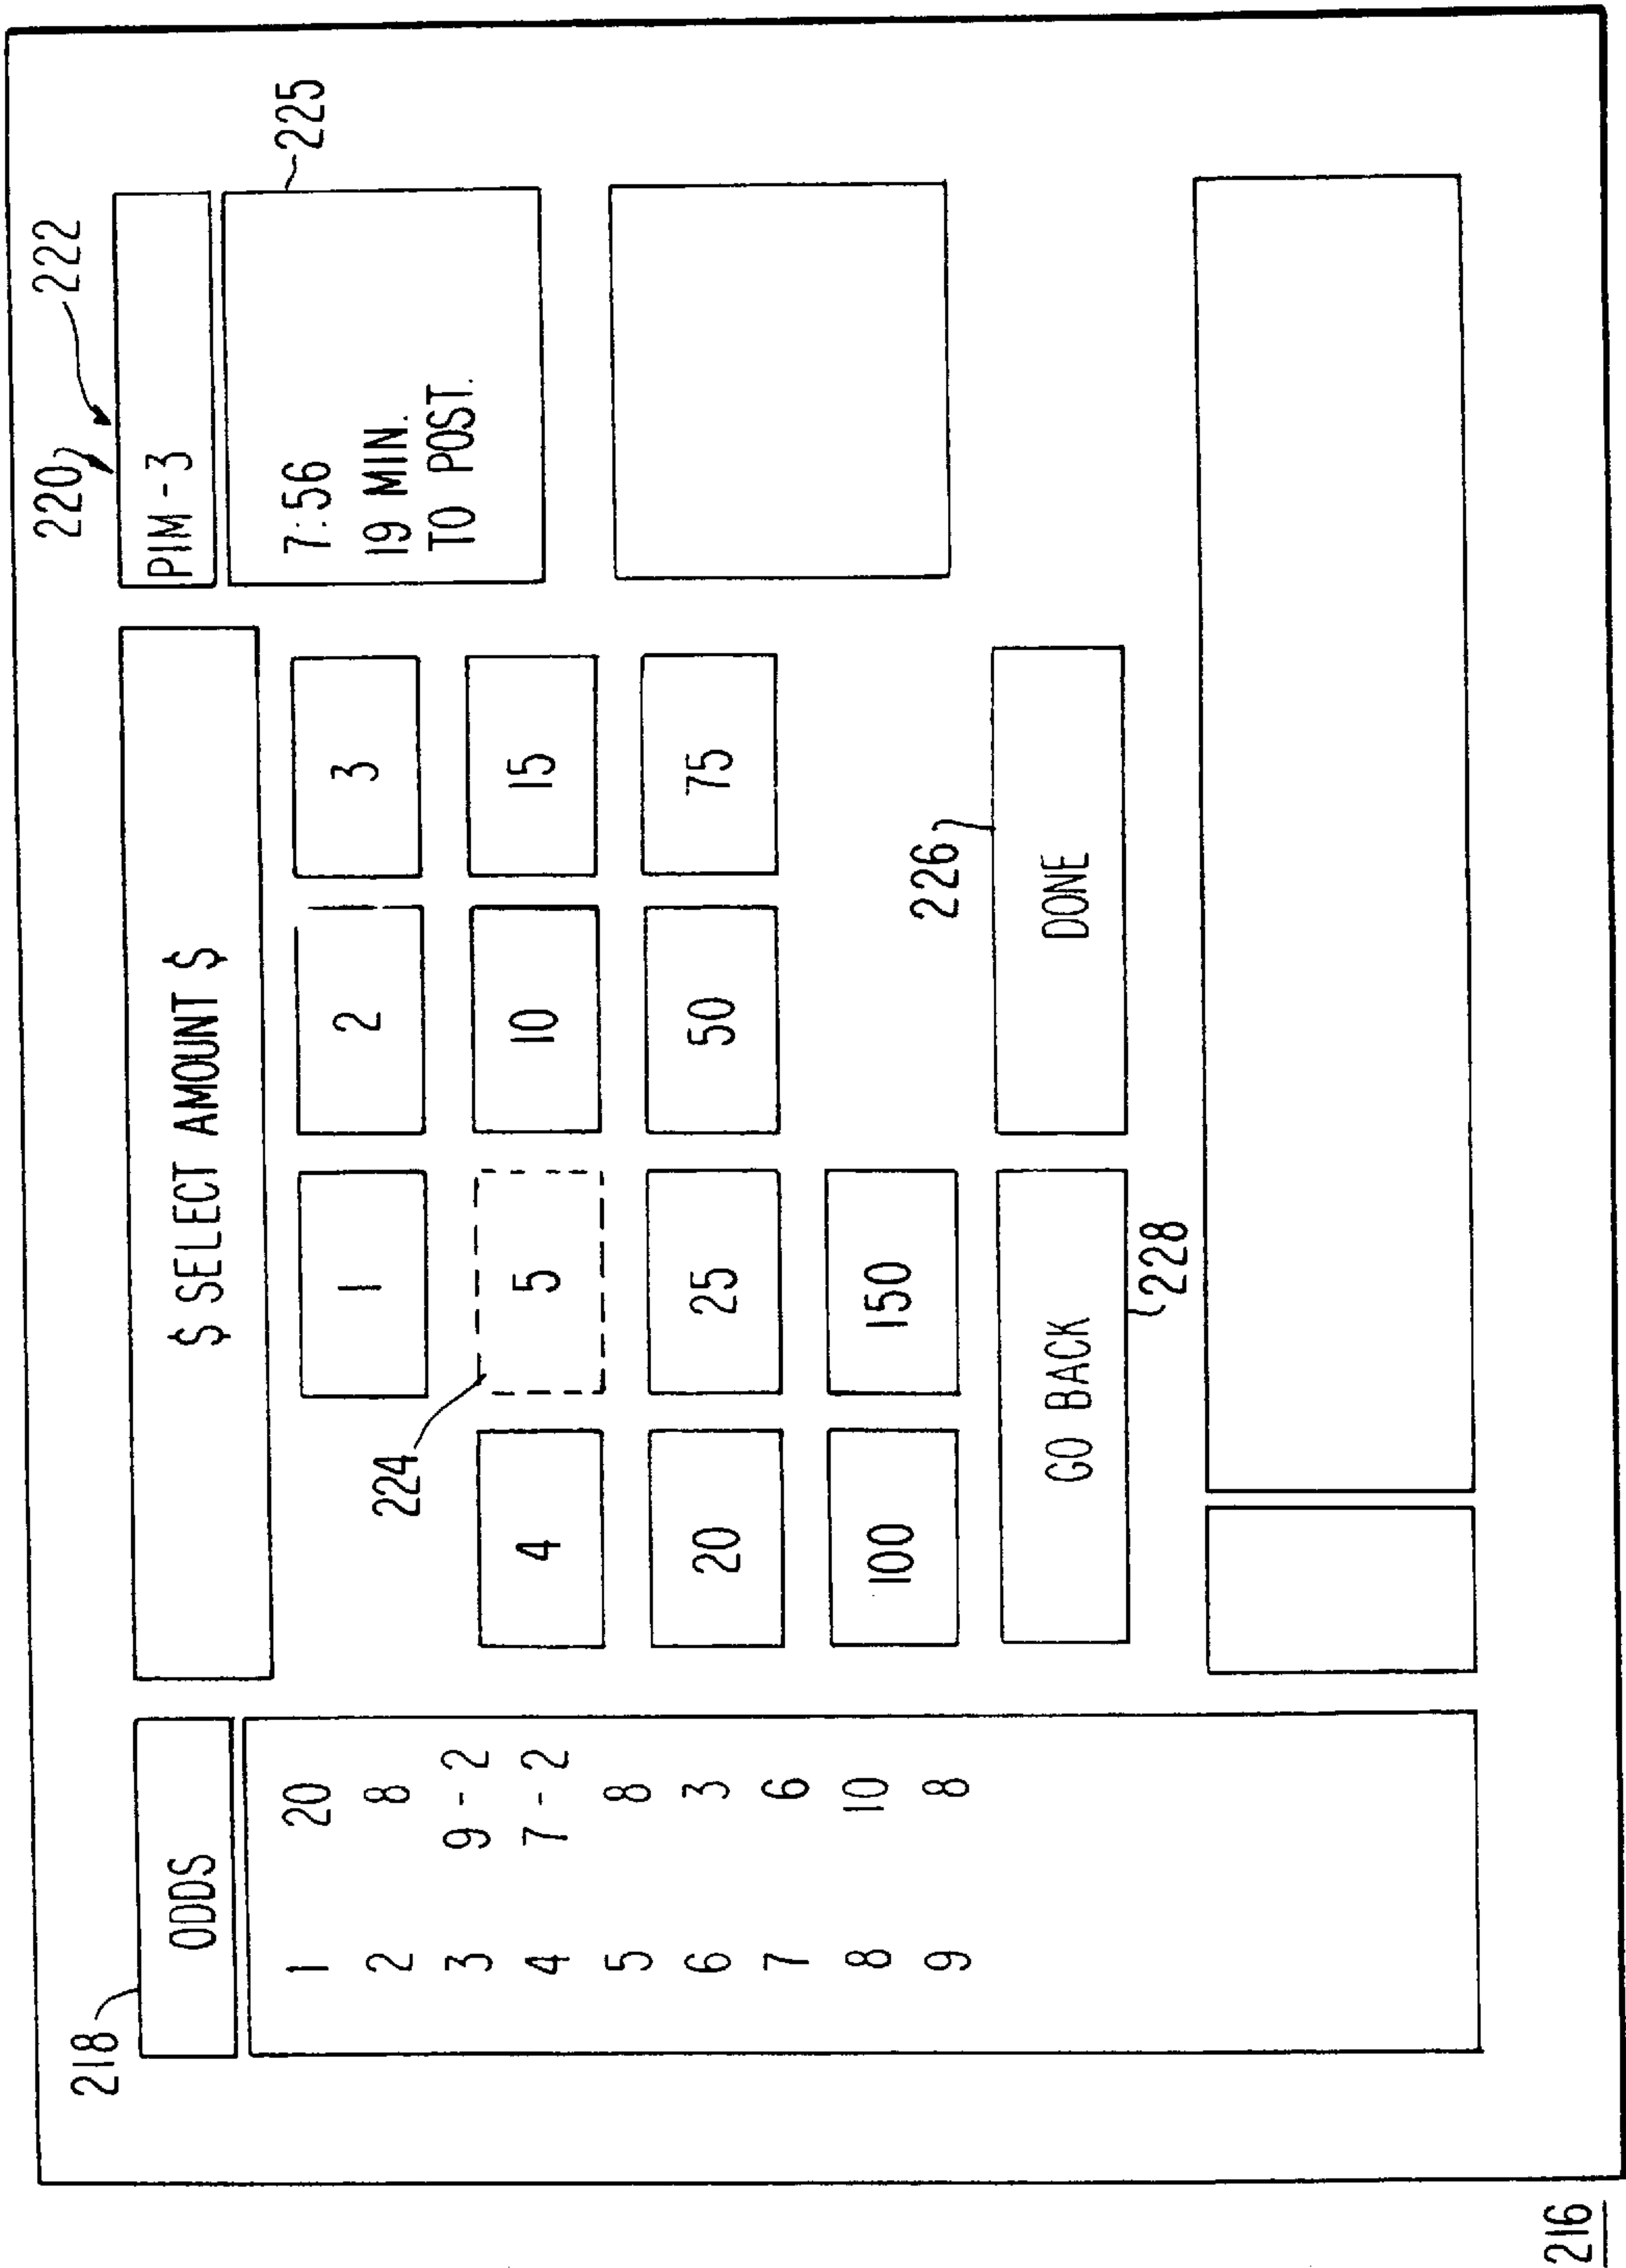 220 222
218
ODDS
$ SELECT AMOUNT $
PIM-3
225
1 20
2 8
3 9-2
4 7-2
5 8
6 3
7 6
8 10
9 8
1 2 3
224
4 5 10 15
20 25 50 75
100 150
7:56
19 MIN.
TO POST.
226
GO BACK DONE
228
216